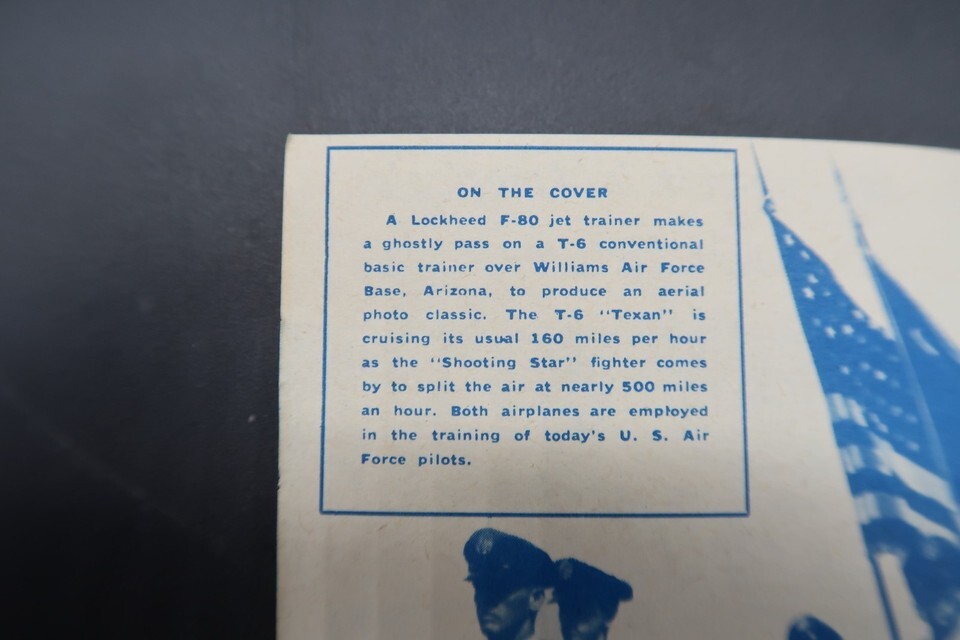 ON THE COVER
A Lockheed F-80 jet trainer makes
a ghostly pass on a T-6 conventional
basic trainer over Williams Air Force
Base, Arizona, to produce an aerial
photo classic. The T-6 "Texan" is
cruising its usual 160 miles per hour
as the "Shooting Star" fighter comes
by to split the air at nearly 500 miles
an hour. Both airplanes are employed
in the training of today's U. S. Air
Force pilots.